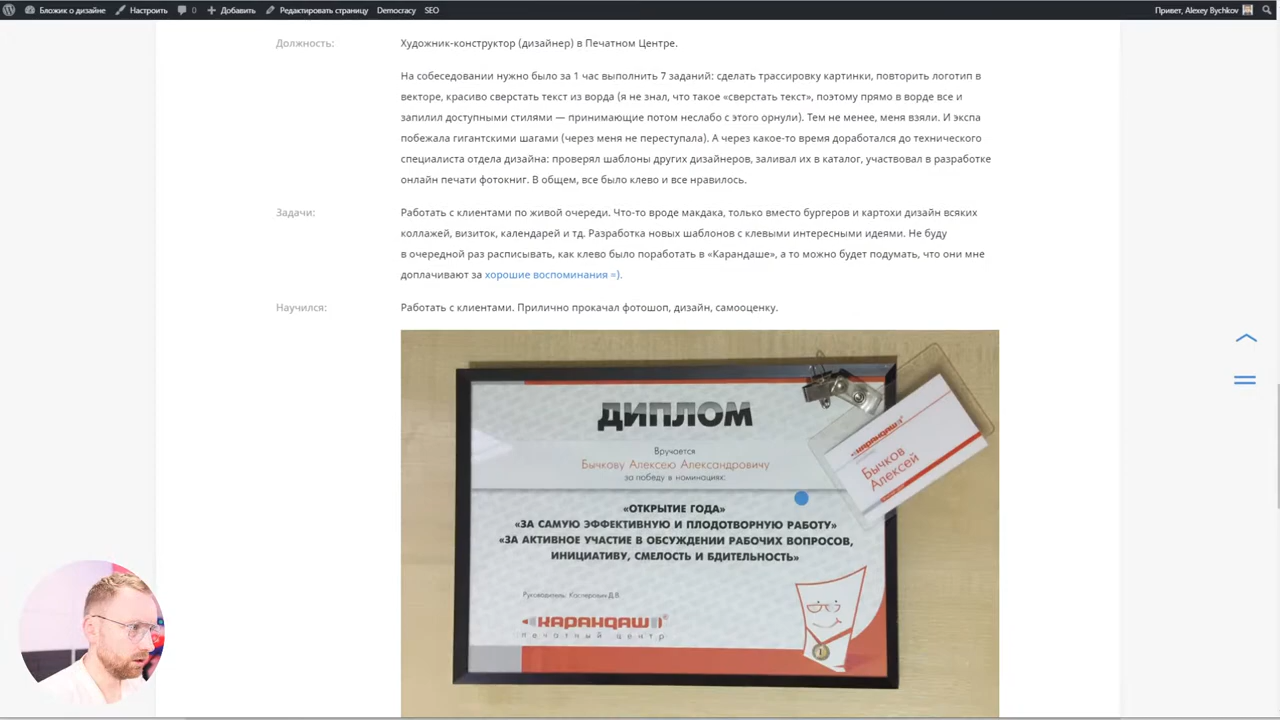 Бложик о дизайне
Настроить
0
Добавить
Редактировать страницу
Democracy
SEO
Привет, Alexey Bychkov
Должность:
Художник-конструктор (дизайнер) в Печатном Центре.
На собеседовании нужно было за 1 час выполнить 7 заданий: сделать трассировку картинки, повторить логотип в
векторе, красиво сверстать текст из ворда (я не знал, что такое «сверстать текст», поэтому прямо в ворде все и
запилил доступными стилями — принимающие потом неслабо с этого орнули). Тем не менее, меня взяли. И экспа
побежала гигантскими шагами (через меня не переступала). А через какое-то время доработался до технического
специалиста отдела дизайна: проверял шаблоны других дизайнеров, заливал их в каталог, участвовал в разработке
онлайн печати фотокниг. В общем, все было клево и все нравилось.
Задачи:
Работать с клиентами по живой очереди. Что-то вроде макдака, только вместо бургеров и картохи дизайн всяких
коллажей, визиток, календарей и тд. Разработка новых шаблонов с клевыми интересными идеями. Не буду
в очередной раз расписывать, как клево было поработать в «Карандаше», а то можно будет подумать, что они мне
доплачивают за хорошие воспоминания =).
Научился:
Работать с клиентами. Прилично прокачал фотошоп, дизайн, самооценку.
ДИПЛОМ
Вручается
Бычкову Алексею Александровичу
за победу в номинациях:
«ОТКРЫТИЕ ГОДА»
«ЗА САМУЮ ЭФФЕКТИВНУЮ И ПЛОДОТВОРНУЮ РАБОТУ»
«ЗА АКТИВНОЕ УЧАСТИЕ В ОБСУЖДЕНИИ РАБОЧИХ ВОПРОСОВ,
ИНИЦИАТИВУ, СМЕЛОСТЬ И БДИТЕЛЬНОСТЬ»
Руководитель
КАРАНДАШ
печатный центр
1
КАРАНДАШ
Бычков
Алексей